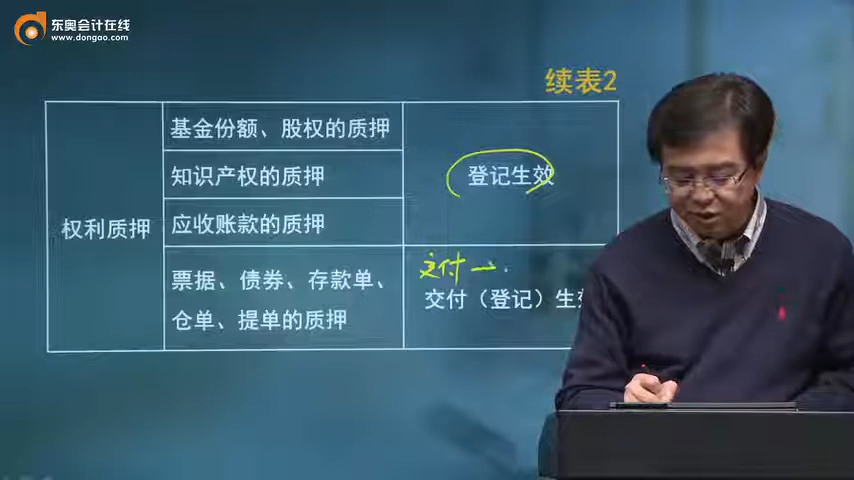 东奥会计在线
www.dongao.com
续表2
权利质押
基金份额、股权的质押
知识产权的质押
应收账款的质押
登记生效
票据、债券、存款单、
仓单、提单的质押
交付
交付（登记）生